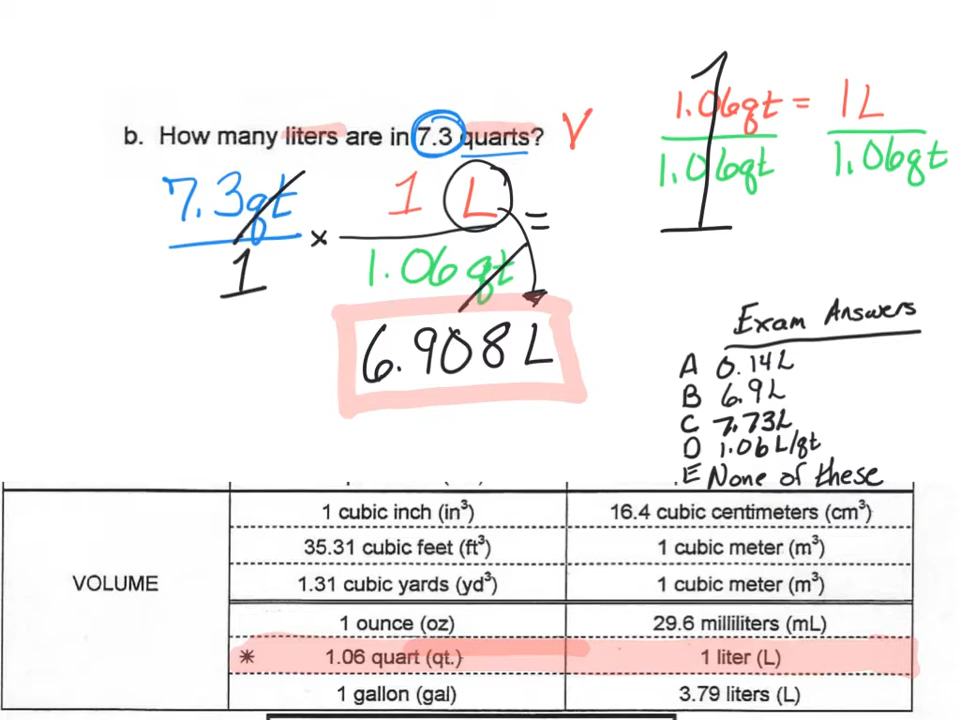 b. How many liters are in 7.3 quarts?
1.06qt = 1L
1.06qt 1.06qt
1
7.3qt × 1 L =
1 1.06qt
6.908 L
Exam Answers
A 0.14L
B 6.9L
C 7.73L
D 1.06L/qt
E None of these
VOLUME
1 cubic inch (in³) 16.4 cubic centimeters (cm³)
35.31 cubic feet (ft³) 1 cubic meter (m³)
1.31 cubic yards (yd³) 1 cubic meter (m³)
1 ounce (oz) 29.6 milliliters (mL)
* 1.06 quart (qt.) 1 liter (L)
1 gallon (gal) 3.79 liters (L)